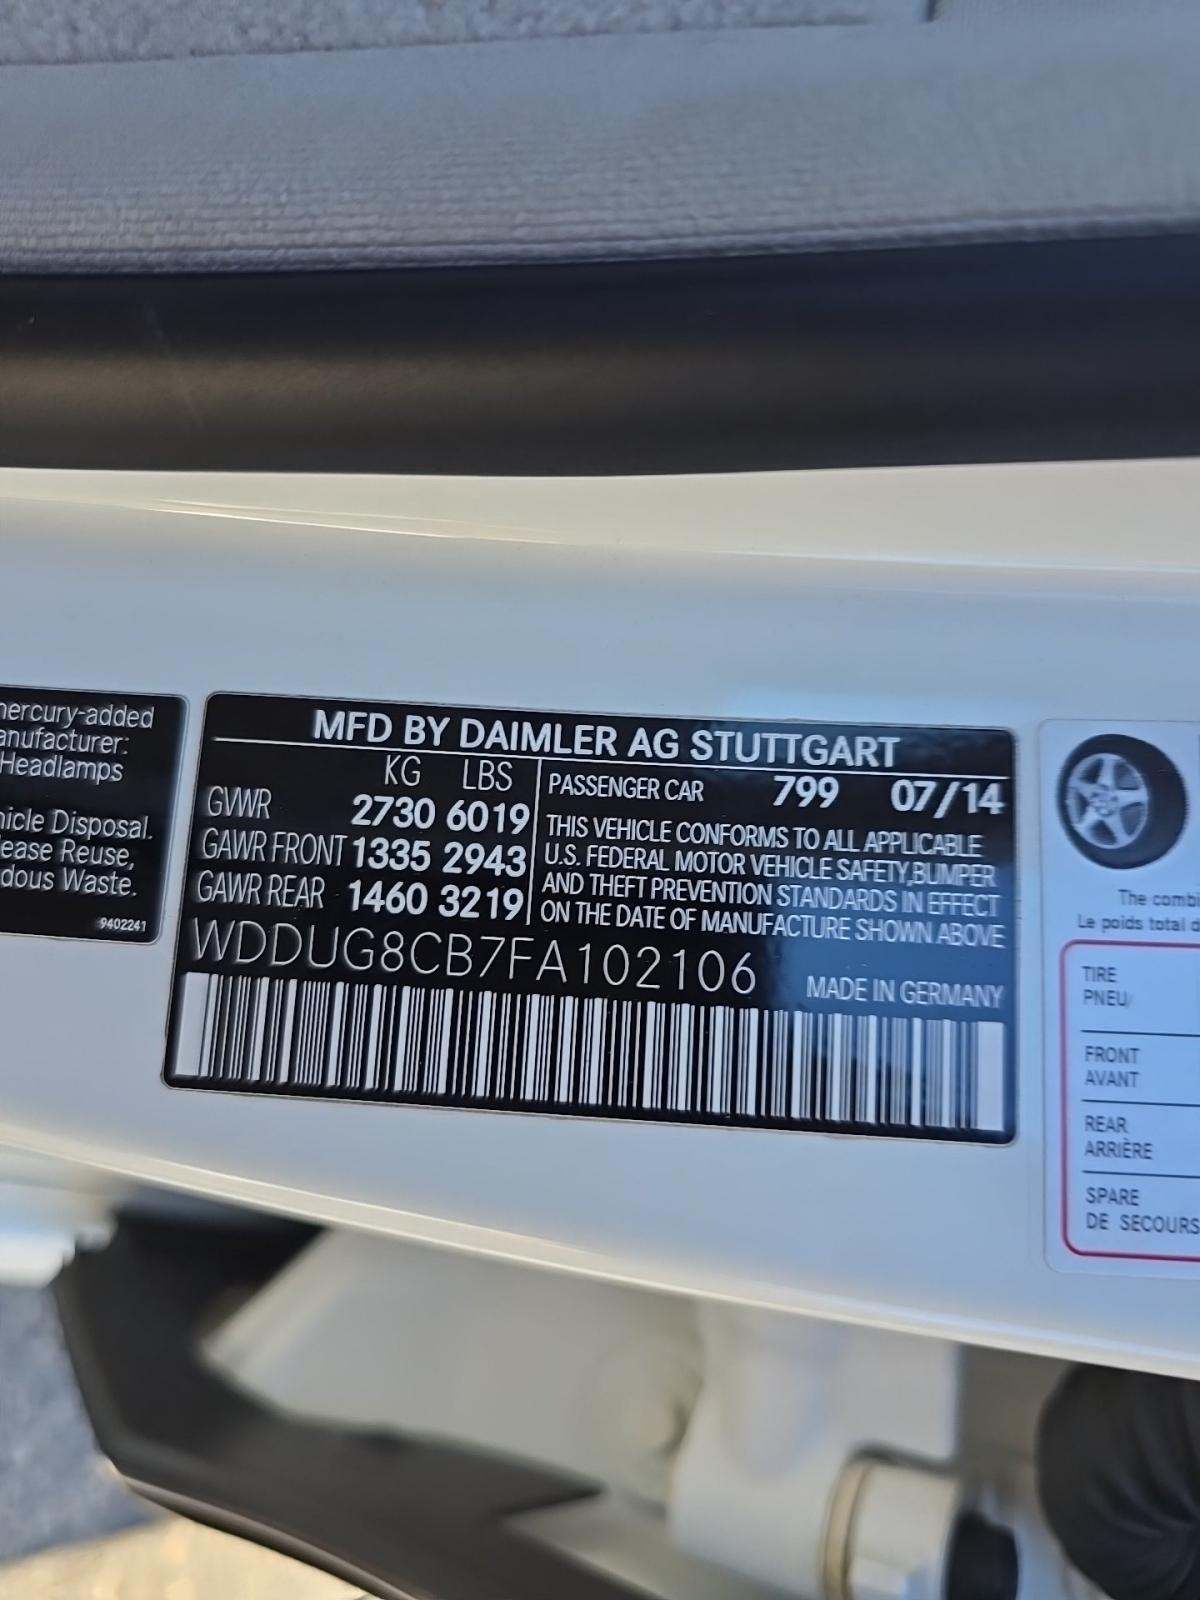 ercury-added
anufacturer:
Headlamps
icle Disposal.
ease Reuse,
dous Waste.
9402241
MFD BY DAIMLER AG STUTTGART
KG LBS
GVWR 2730 6019
GAWR FRONT 1335 2943
GAWR REAR 1460 3219
PASSENGER CAR 799 07/14
THIS VEHICLE CONFORMS TO ALL APPLICABLE
U.S. FEDERAL MOTOR VEHICLE SAFETY,BUMPER
AND THEFT PREVENTION STANDARDS IN EFFECT
ON THE DATE OF MANUFACTURE SHOWN ABOVE
WDDUG8CB7FA102106
MADE IN GERMANY
The combi
Le poids total d
TIRE
PNEU/
FRONT
AVANT
REAR
ARRIÈRE
SPARE
DE SECOURS